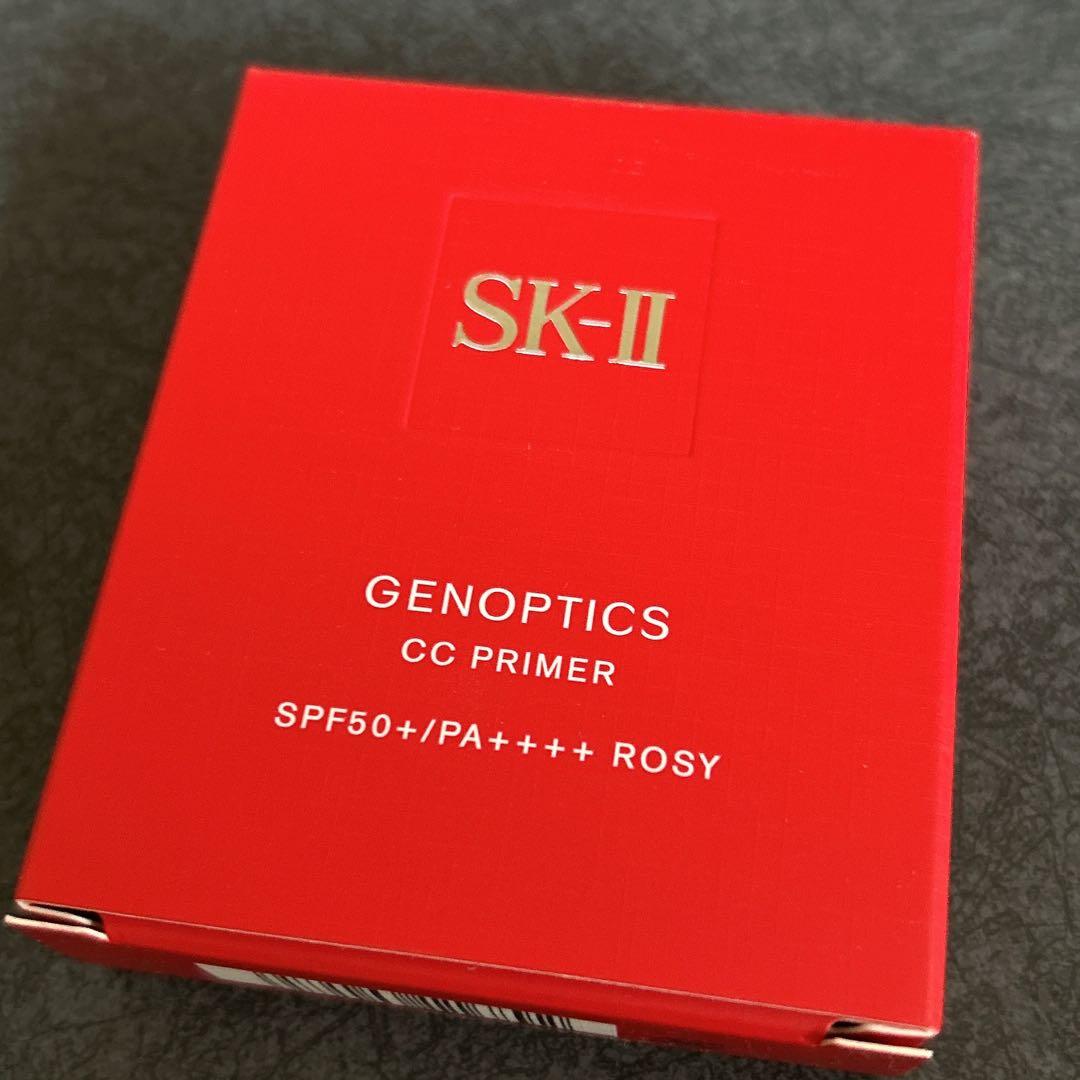 SK-II
GENOPTICS
CC PRIMER
SPF50+/PA++++ ROSY